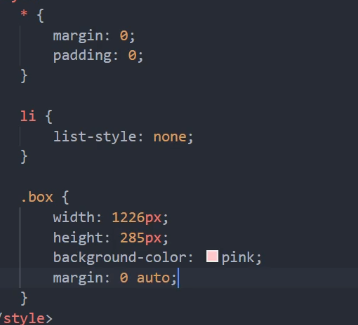 * {
    margin: 0;
    padding: 0;
}
li {
    list-style: none;
}
.box {
    width: 1226px;
    height: 285px;
    background-color: pink;
    margin: 0 auto;
}
/style>